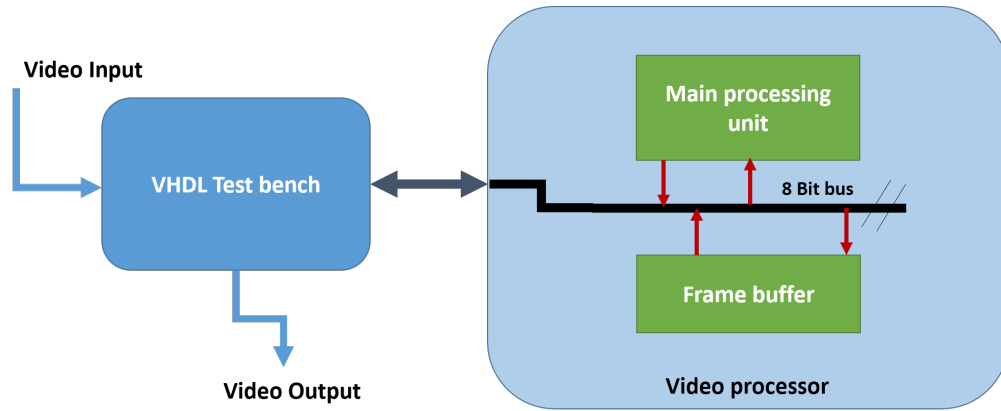 Video Input
VHDL Test bench
Video Output
Main processing
unit
8 Bit bus
Frame buffer
Video processor